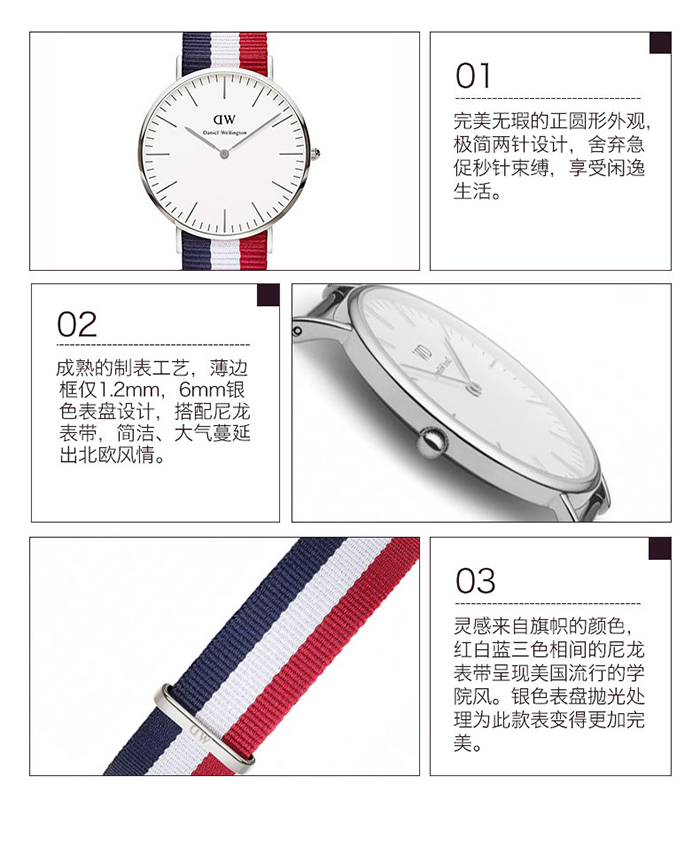 DW
Daniel Wellington
01
完美无瑕的正圆形外观，
极简两针设计，舍弃急
促秒针束缚，享受闲逸
生活。
02
成熟的制表工艺，薄边
框仅1.2mm，6mm银
色表盘设计，搭配尼龙
表带，简洁、大气蔓延
出北欧风情。
DW
03
灵感来自旗帜的颜色，
红白蓝三色相间的尼龙
表带呈现美国流行的学
院风。银色表盘抛光处
理为此款表变得更加完
美。
DW